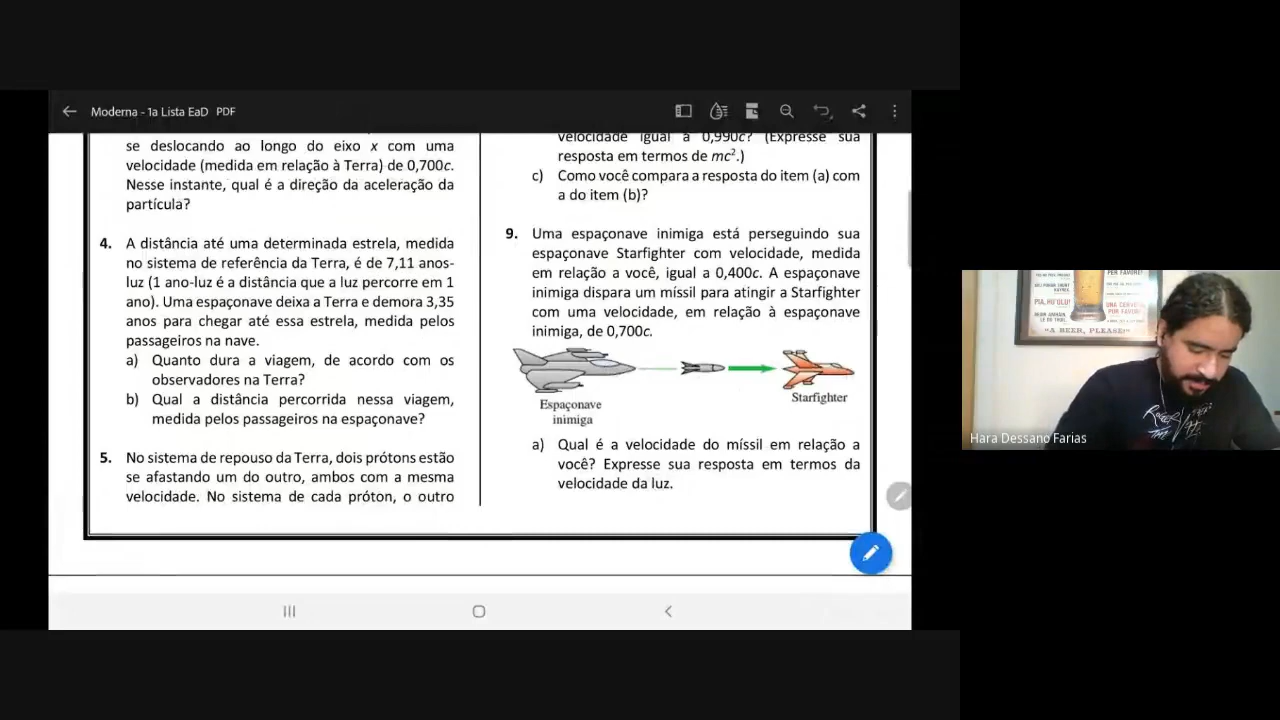 Moderna - 1a Lista EaD PDF
se deslocando ao longo do eixo x com uma
velocidade (medida em relação à Terra) de 0,700c.
Nesse instante, qual é a direção da aceleração da
partícula?
4. A distância até uma determinada estrela, medida
no sistema de referência da Terra, é de 7,11 anos-
luz (1 ano-luz é a distância que a luz percorre em 1
ano). Uma espaçonave deixa a Terra e demora 3,35
anos para chegar até essa estrela, medida pelos
passageiros na nave.
a) Quanto dura a viagem, de acordo com os
observadores na Terra?
b) Qual a distância percorrida nessa viagem,
medida pelos passageiros na espaçonave?
5. No sistema de repouso da Terra, dois prótons estão
se afastando um do outro, ambos com a mesma
velocidade. No sistema de cada próton, o outro
velocidade igual a 0,990c? (Expresse sua
resposta em termos de mc².)
c) Como você compara a resposta do item (a) com
a do item (b)?
9. Uma espaçonave inimiga está perseguindo sua
espaçonave Starfighter com velocidade, medida
em relação a você, igual a 0,400c. A espaçonave
inimiga dispara um míssil para atingir a Starfighter
com uma velocidade, em relação à espaçonave
inimiga, de 0,700c.
Espaçonave
inimiga
Starfighter
a) Qual é a velocidade do míssil em relação a
você? Expresse sua resposta em termos da
velocidade da luz.
"A BEER, PLEASE!"
Hara Dessano Farias